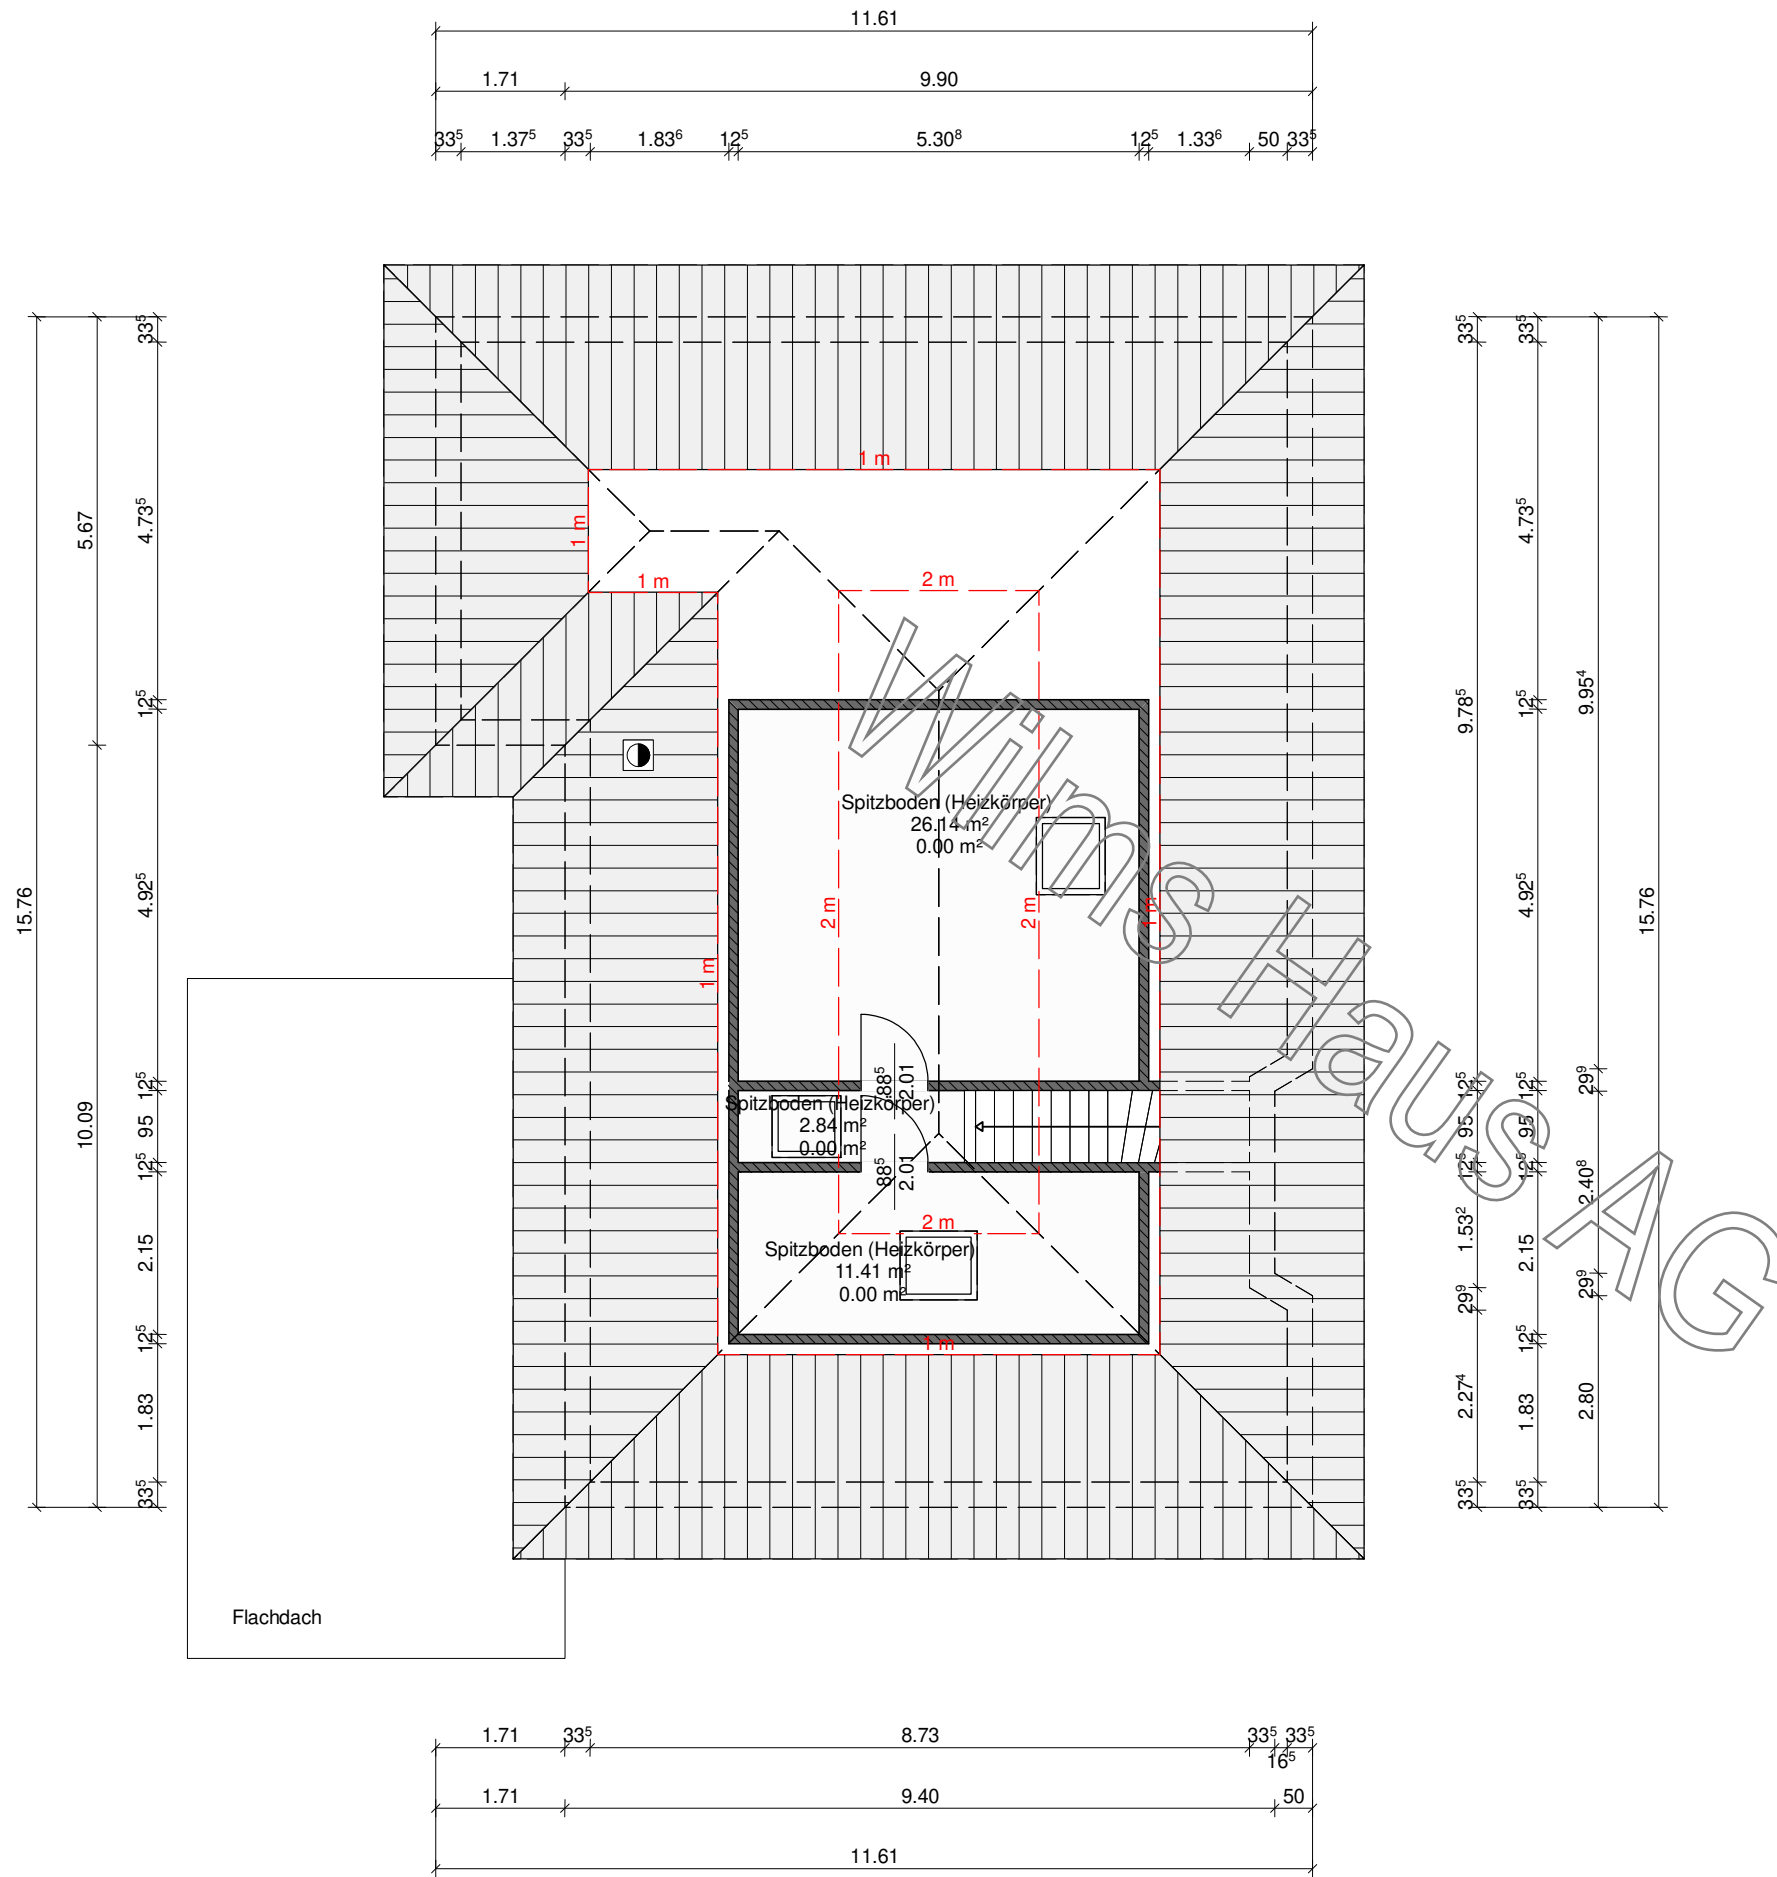 11.61
1.71 9.90
33⁵ 1.37⁵ 33⁵ 1.83⁶ 12⁵ 5.30⁸ 12⁵ 1.33⁶ 50 33⁵
15.76
5.67
10.09
33⁵
4.73⁵
12⁵
4.92⁵
12⁵
95
12⁵
2.15
12⁵
1.83
33⁵
1 m
1 m
1 m
2 m
Spitzboden (Heizkörper)
26.14 m²
0.00 m²
2 m
2 m
1 m
1 m
88⁵
2.01
Spitzboden (Heizkörper)
2.84 m²
0.00 m²
88⁵
2.01
2 m
Spitzboden (Heizkörper)
11.41 m²
0.00 m²
1 m
Wilms Haus AG
33⁵
9.78⁵
12⁵
95
12⁵
1.53²
29⁹
2.27⁴
33⁵
33⁵
4.73⁵
12⁵
4.92⁵
12⁵
95
12⁵
2.15
12⁵
1.83
33⁵
9.95⁴
29⁹
2.40⁸
29⁹
2.80
15.76
Flachdach
1.71 33⁵ 8.73 33⁵ 33⁵
16⁵
1.71 9.40 50
11.61